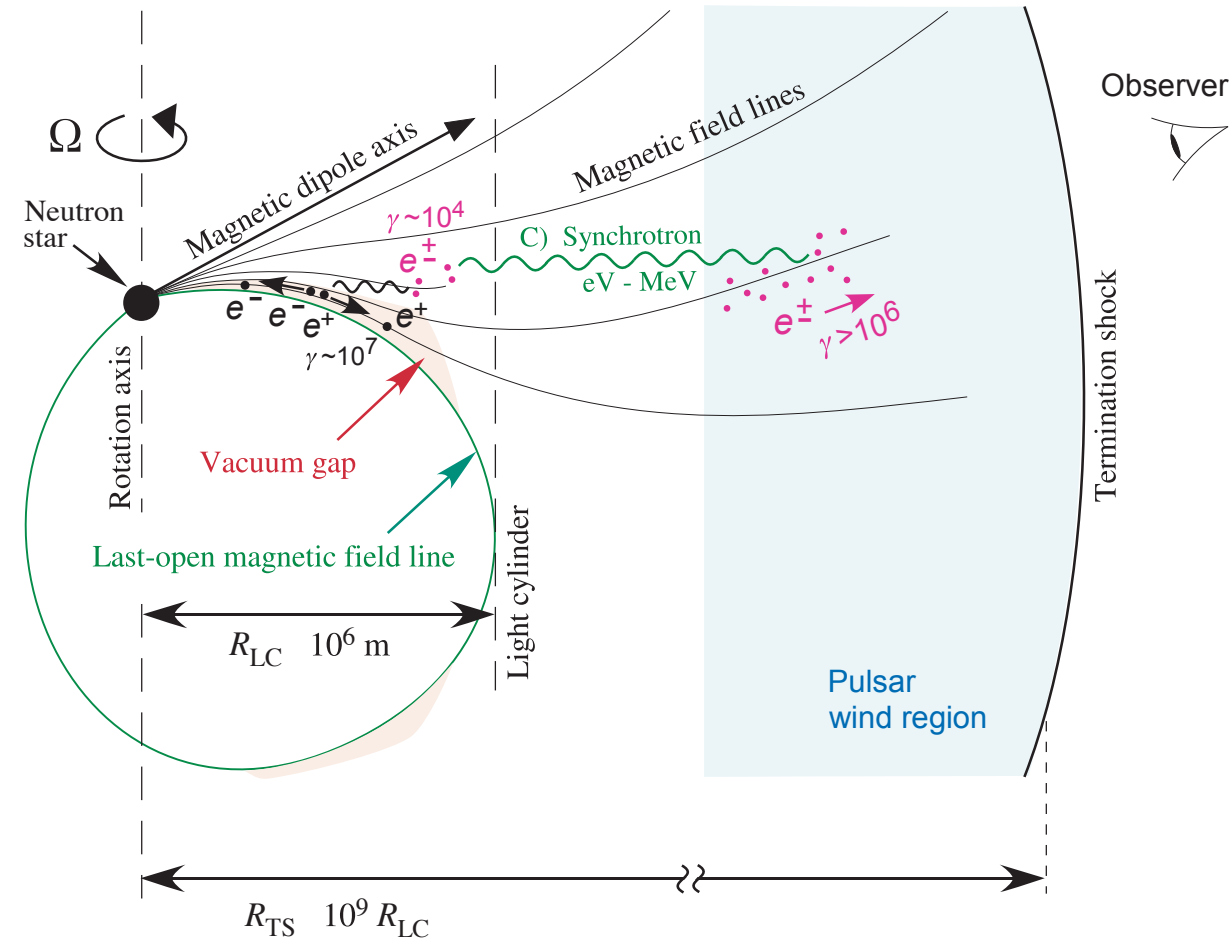 Observer
Ω
Magnetic dipole axis
Magnetic field lines
Neutron
star
γ~10⁴
e±
C) Synchrotron
eV - MeV
e⁻
e⁻
e⁺
e⁺
γ~10⁷
e±
γ>10⁶
Termination shock
Rotation axis
Vacuum gap
Last-open magnetic field line
Light cylinder
R_LC 10⁶ m
Pulsar
wind region
R_TS 10⁹ R_LC